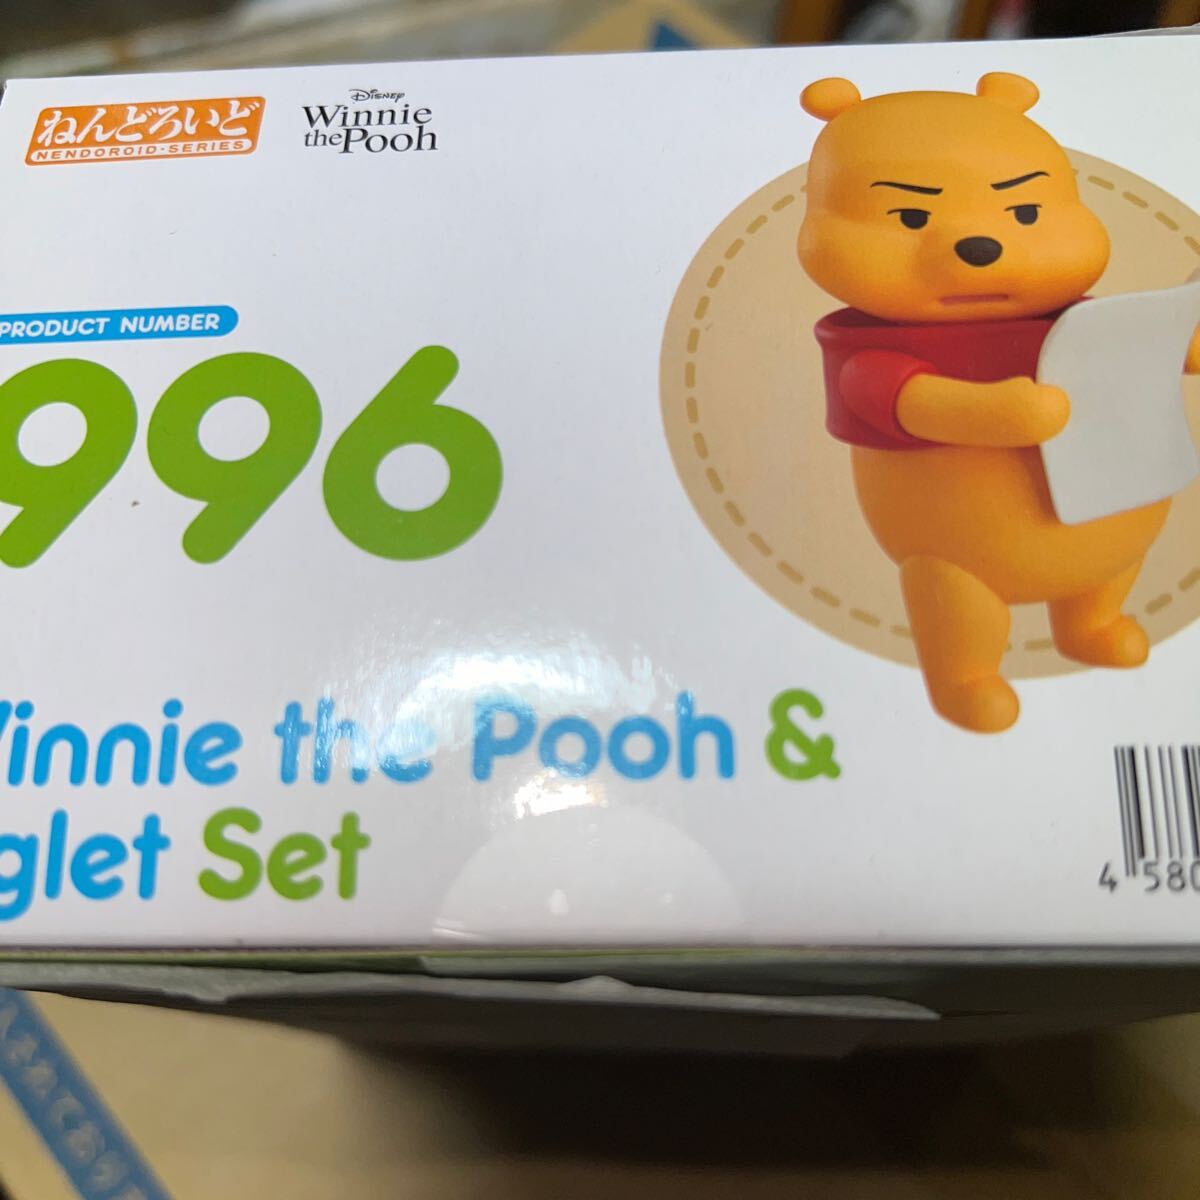 ねんどろいど
NENDOROID-SERIES
Disney
Winnie
the Pooh
PRODUCT NUMBER
996
innie the Pooh &
glet Set
4 580